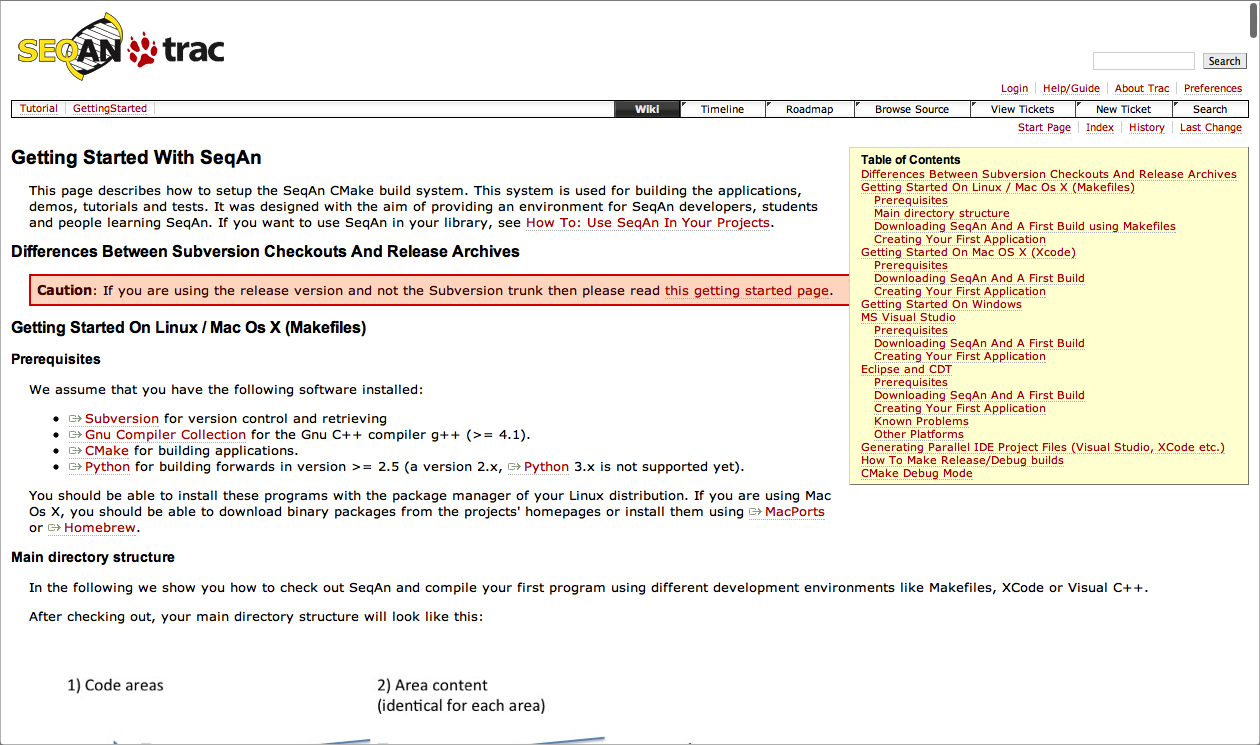 SEQAN trac
Search
Login Help/Guide About Trac Preferences
Tutorial GettingStarted Wiki Timeline Roadmap Browse Source View Tickets New Ticket Search
Start Page Index History Last Change
Getting Started With SeqAn
This page describes how to setup the SeqAn CMake build system. This system is used for building the applications,
demos, tutorials and tests. It was designed with the aim of providing an environment for SeqAn developers, students
and people learning SeqAn. If you want to use SeqAn in your library, see How To: Use SeqAn In Your Projects.
Differences Between Subversion Checkouts And Release Archives
Caution: If you are using the release version and not the Subversion trunk then please read this getting started page.
Getting Started On Linux / Mac Os X (Makefiles)
Prerequisites
We assume that you have the following software installed:
• Subversion for version control and retrieving
• Gnu Compiler Collection for the Gnu C++ compiler g++ (>= 4.1).
• CMake for building applications.
• Python for building forwards in version >= 2.5 (a version 2.x, Python 3.x is not supported yet).
You should be able to install these programs with the package manager of your Linux distribution. If you are using Mac
Os X, you should be able to download binary packages from the projects' homepages or install them using MacPorts
or Homebrew.
Main directory structure
In the following we show you how to check out SeqAn and compile your first program using different development environments like Makefiles, XCode or Visual C++.
After checking out, your main directory structure will look like this:
1) Code areas
2) Area content
(identical for each area)
Table of Contents
Differences Between Subversion Checkouts And Release Archives
Getting Started On Linux / Mac Os X (Makefiles)
Prerequisites
Main directory structure
Downloading SeqAn And A First Build using Makefiles
Creating Your First Application
Getting Started On Mac OS X (Xcode)
Prerequisites
Downloading SeqAn And A First Build
Creating Your First Application
Getting Started On Windows
MS Visual Studio
Prerequisites
Downloading SeqAn And A First Build
Creating Your First Application
Eclipse and CDT
Prerequisites
Downloading SeqAn And A First Build
Creating Your First Application
Known Problems
Other Platforms
Generating Parallel IDE Project Files (Visual Studio, XCode etc.)
How To Make Release/Debug builds
CMake Debug Mode